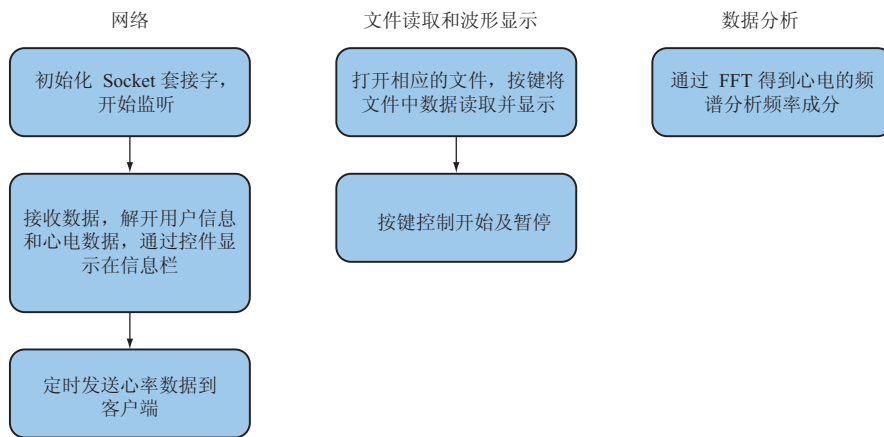 网络
初始化 Socket 套接字，
开始监听
接收数据，解开用户信息
和心电数据，通过控件显
示在信息栏
定时发送心率数据到
客户端
文件读取和波形显示
打开相应的文件，按键将
文件中数据读取并显示
按键控制开始及暂停
数据分析
通过 FFT 得到心电的频
谱分析频率成分